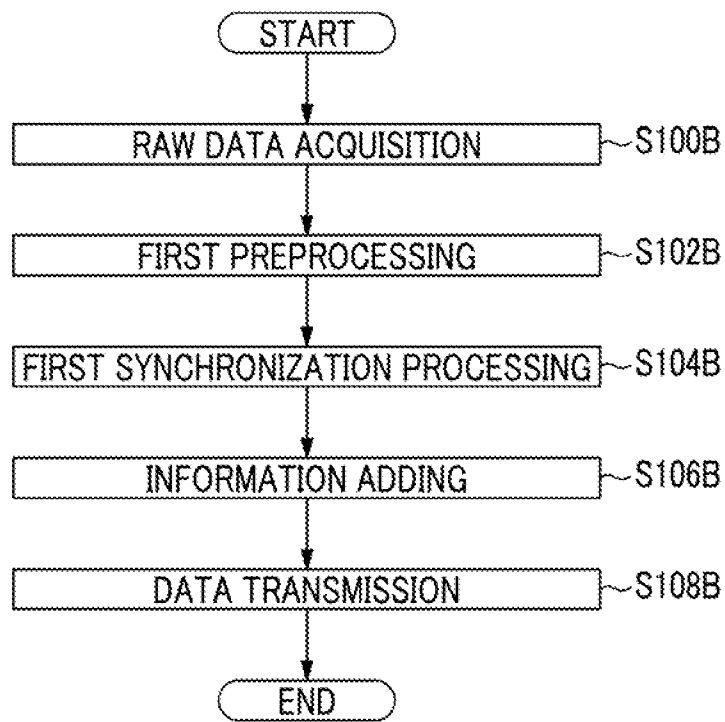 START
RAW DATA ACQUISITION S100B
FIRST PREPROCESSING S102B
FIRST SYNCHRONIZATION PROCESSING S104B
INFORMATION ADDING S106B
DATA TRANSMISSION S108B
END